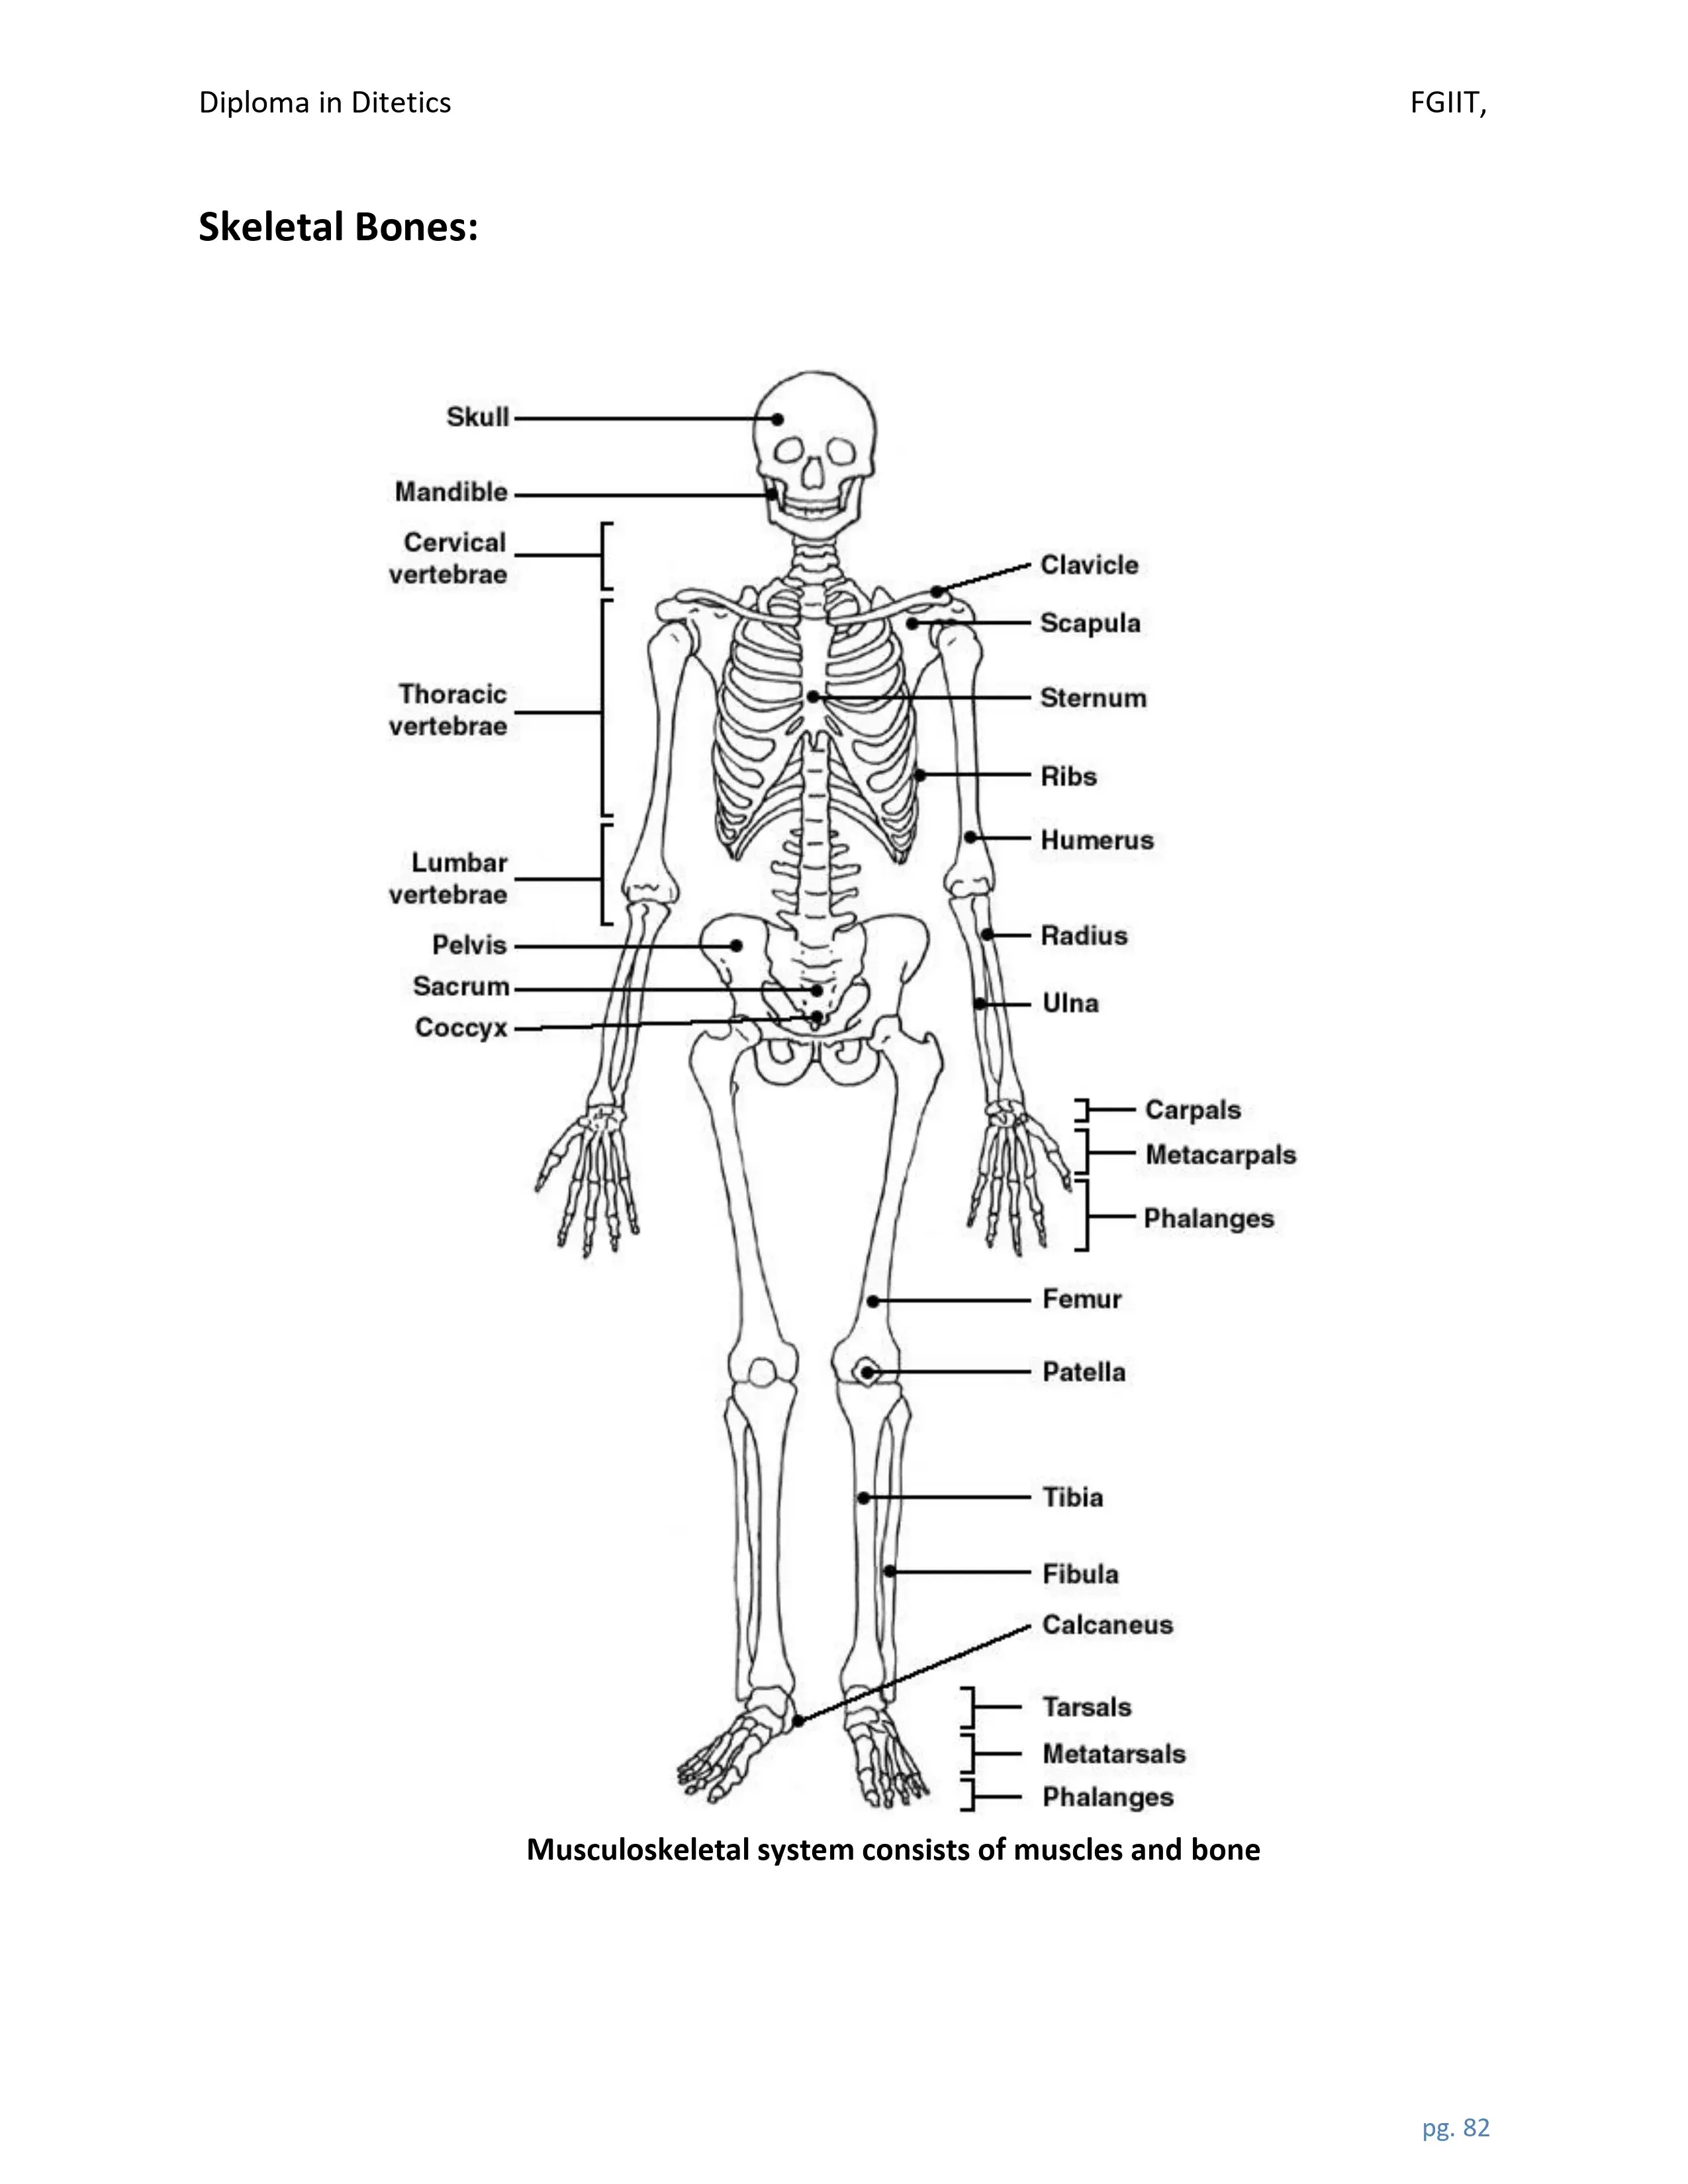 Diploma in Ditetics FGIIT,
Skeletal Bones:
Skull
Mandible
Cervical
vertebrae
Thoracic
vertebrae
Lumbar
vertebrae
Pelvis
Sacrum
Coccyx
Clavicle
Scapula
Sternum
Ribs
Humerus
Radius
Ulna
Carpals
Metacarpals
Phalanges
Femur
Patella
Tibia
Fibula
Calcaneus
Tarsals
Metatarsals
Phalanges
Musculoskeletal system consists of muscles and bone
pg. 82